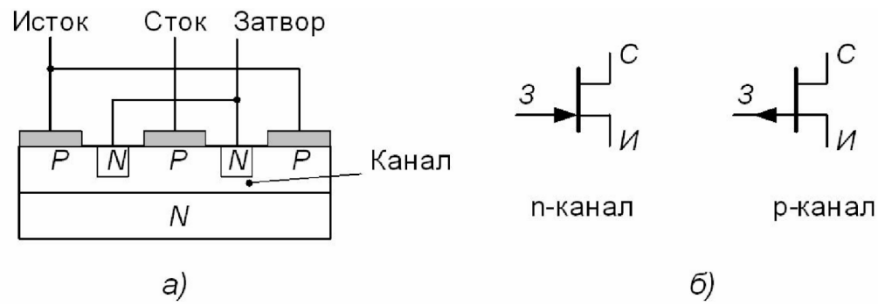 Исток Сток Затвор
P N P N P
Канал
N
а)
З С И
n-канал
З С И
p-канал
б)